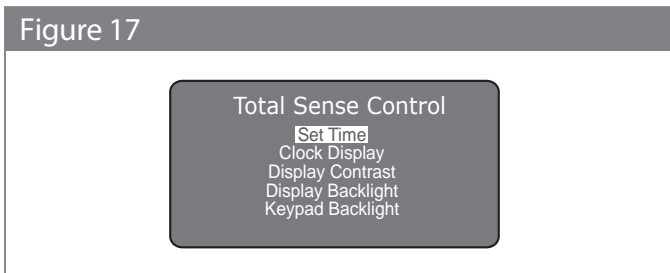 Figure 17
Total Sense Control
Set Time
Clock Display
Display Contrast
Display Backlight
Keypad Backlight